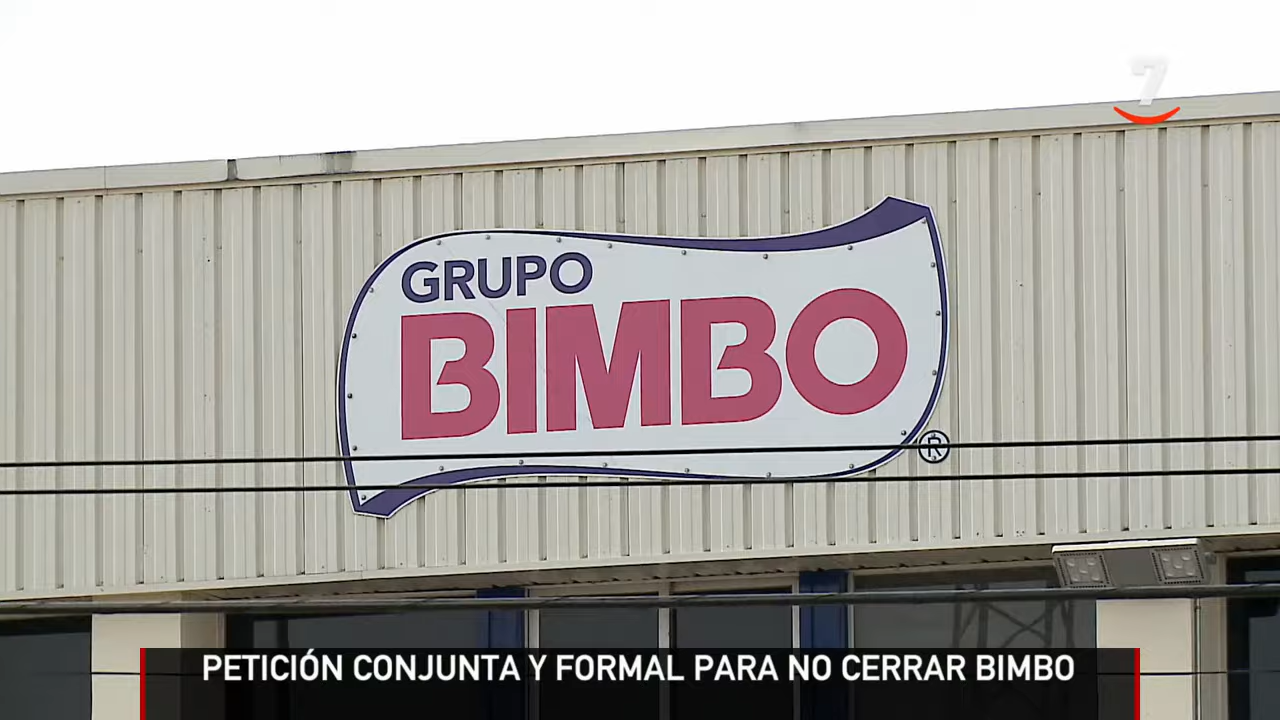 7
GRUPO
BIMBO
®
PETICIÓN CONJUNTA Y FORMAL PARA NO CERRAR BIMBO